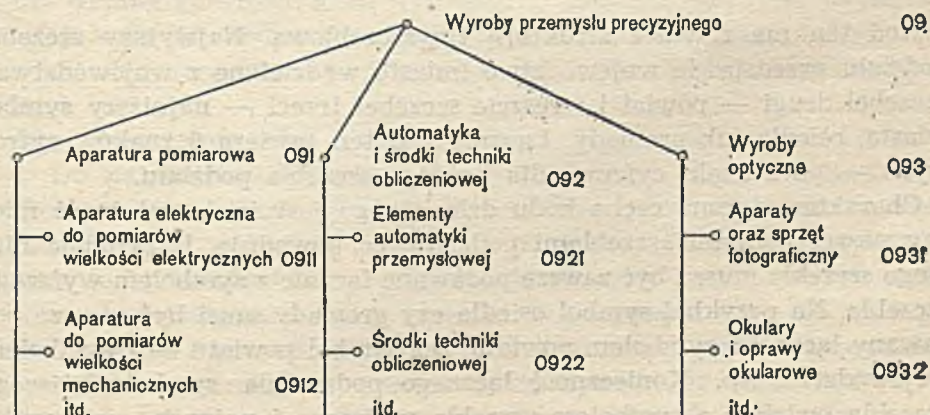 Wyroby przemysłu precyzyjnego 09
Aparatura pomiarowa 091
Automatyka
i środki techniki
obliczeniowej 092
Wyroby
optyczne 093
Aparatura elektryczna
do pomiarów
wielkości elektrycznych 0911
Elementy
automatyki
przemysłowej 0921
Aparaty
oraz sprzęt
fotograficzny 0931
Aparatura
do pomiarów
wielkości
mechanicznych 0912
itd.
Środki techniki
obliczeniowej 0922
itd.
Okulary
i oprawy
okularowe 0932
itd.